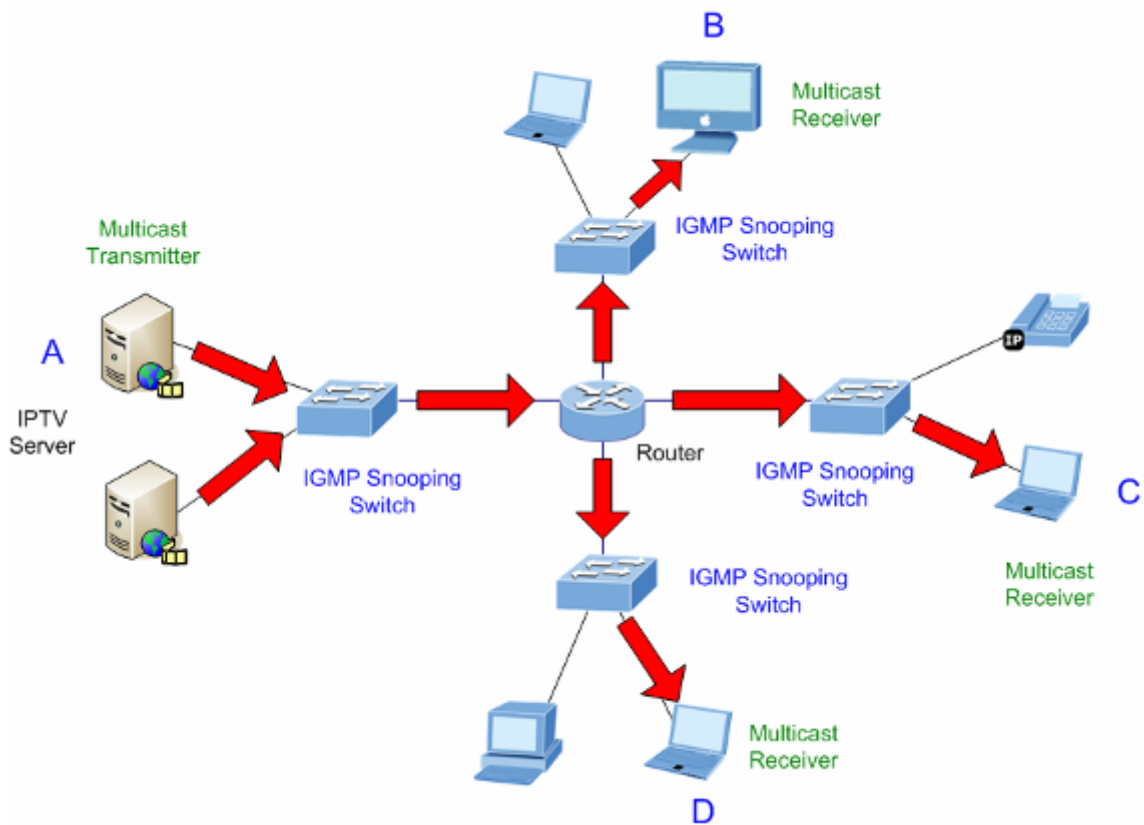 B
Multicast
Receiver
IGMP Snooping
Switch
Multicast
Transmitter
A
IPTV
Server
IGMP Snooping
Switch
Router
IP
IGMP Snooping
Switch
C
Multicast
Receiver
IGMP Snooping
Switch
Multicast
Receiver
D